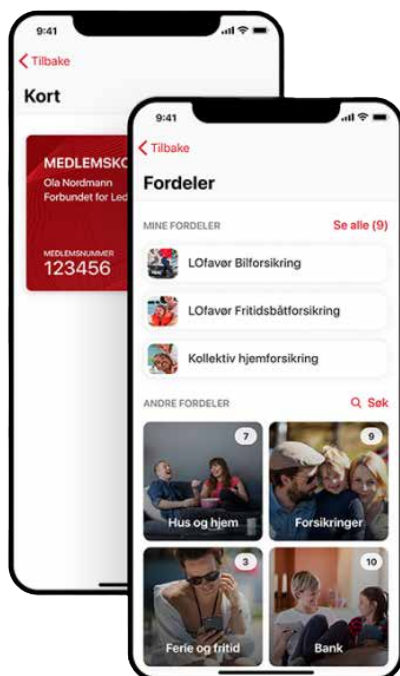 9:41
Tilbake
Kort
MEDLEMSKO
Ola Nordmann
Forbundet for Led
MEDLEMSNUMMER
123456
9:41
Tilbake
Fordeler
MINE FORDELER
Se alle (9)
LOfavør Bilforsikring
LOfavør Fritidsbåtforsikring
Kollektiv hjemforsikring
ANDRE FORDELER
Søk
7
Hus og hjem
9
Forsikringer
3
Ferie og fritid
10
Bank